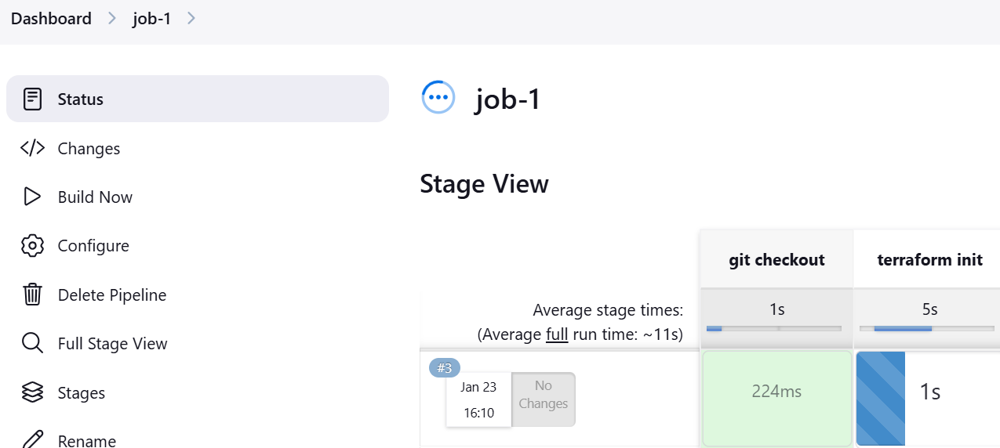 Dashboard
job-1
Status
Changes
Build Now
Configure
Delete Pipeline
Full Stage View
Stages
Rename
job-1
Stage View
git checkout
terraform init
Average stage times:
(Average full run time: ~11s)
1s
5s
#3
Jan 23
16:10
No
Changes
224ms
1s